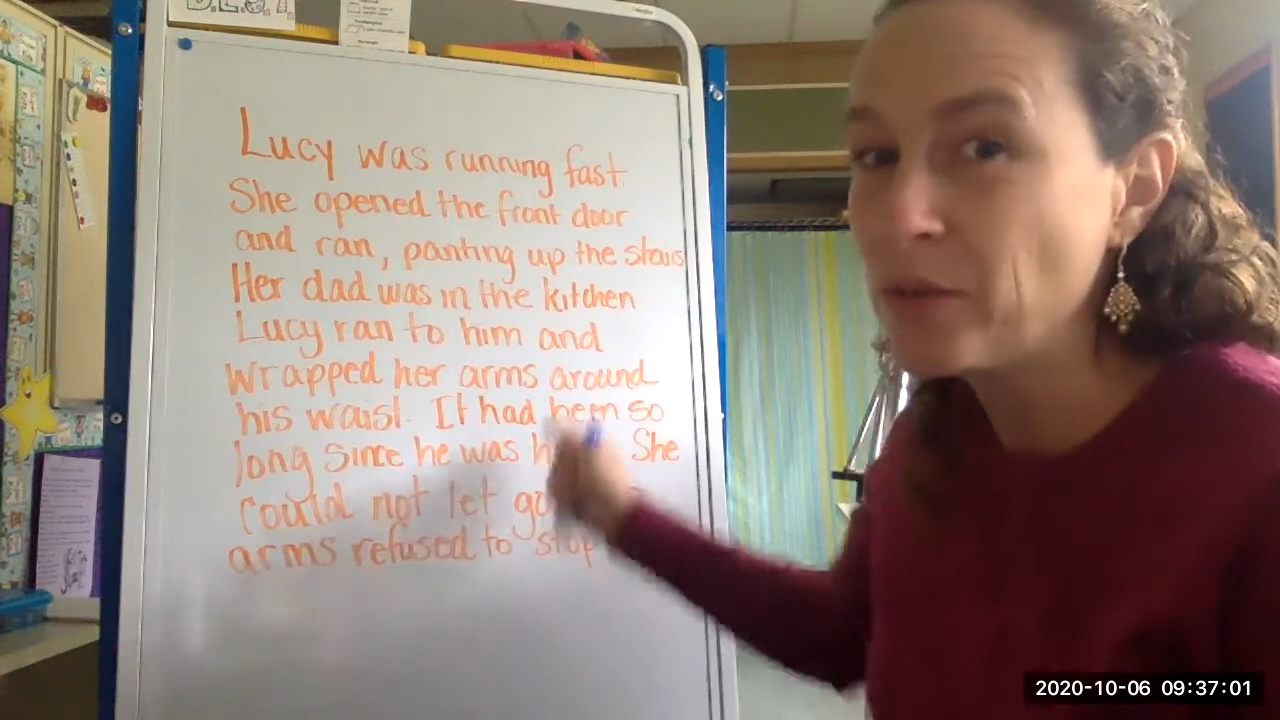 D.E.A.R.
Lucy was running fast.
She opened the front door
and ran, panting up the stairs
Her dad was in the kitchen.
Lucy ran to him and
wrapped her arms around
his waist. It had been so
long since he was She
could not let go
arms refused to stop
2020-10-06 09:37:01